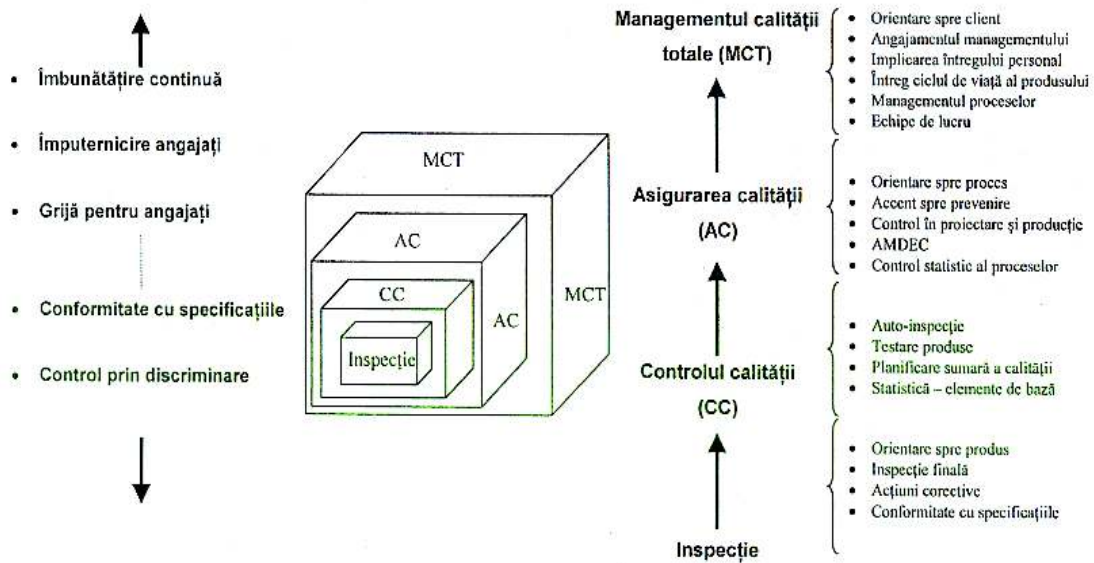 • Îmbunătățire continuă
• Împuternicire angajați
• Grijă pentru angajați
• Conformitate cu specificațiile
• Control prin discriminare
MCT
AC
CC
Inspecție
AC
MCT
Managementul calității
totale (MCT)
Asigurarea calității
(AC)
Controlul calității
(CC)
Inspecție
• Orientare spre client
• Angajamentul managementului
• Implicarea întregului personal
• Întreg ciclul de viață al produsului
• Managementul proceselor
• Echipe de lucru
• Orientare spre proces
• Accent spre prevenire
• Control în proiectare și producție
• AMDEC
• Control statistic al proceselor
• Auto-inspecție
• Testare produse
• Planificare sumară a calității
• Statistică – elemente de bază
• Orientare spre produs
• Inspecție finală
• Acțiuni corective
• Conformitate cu specificațiile